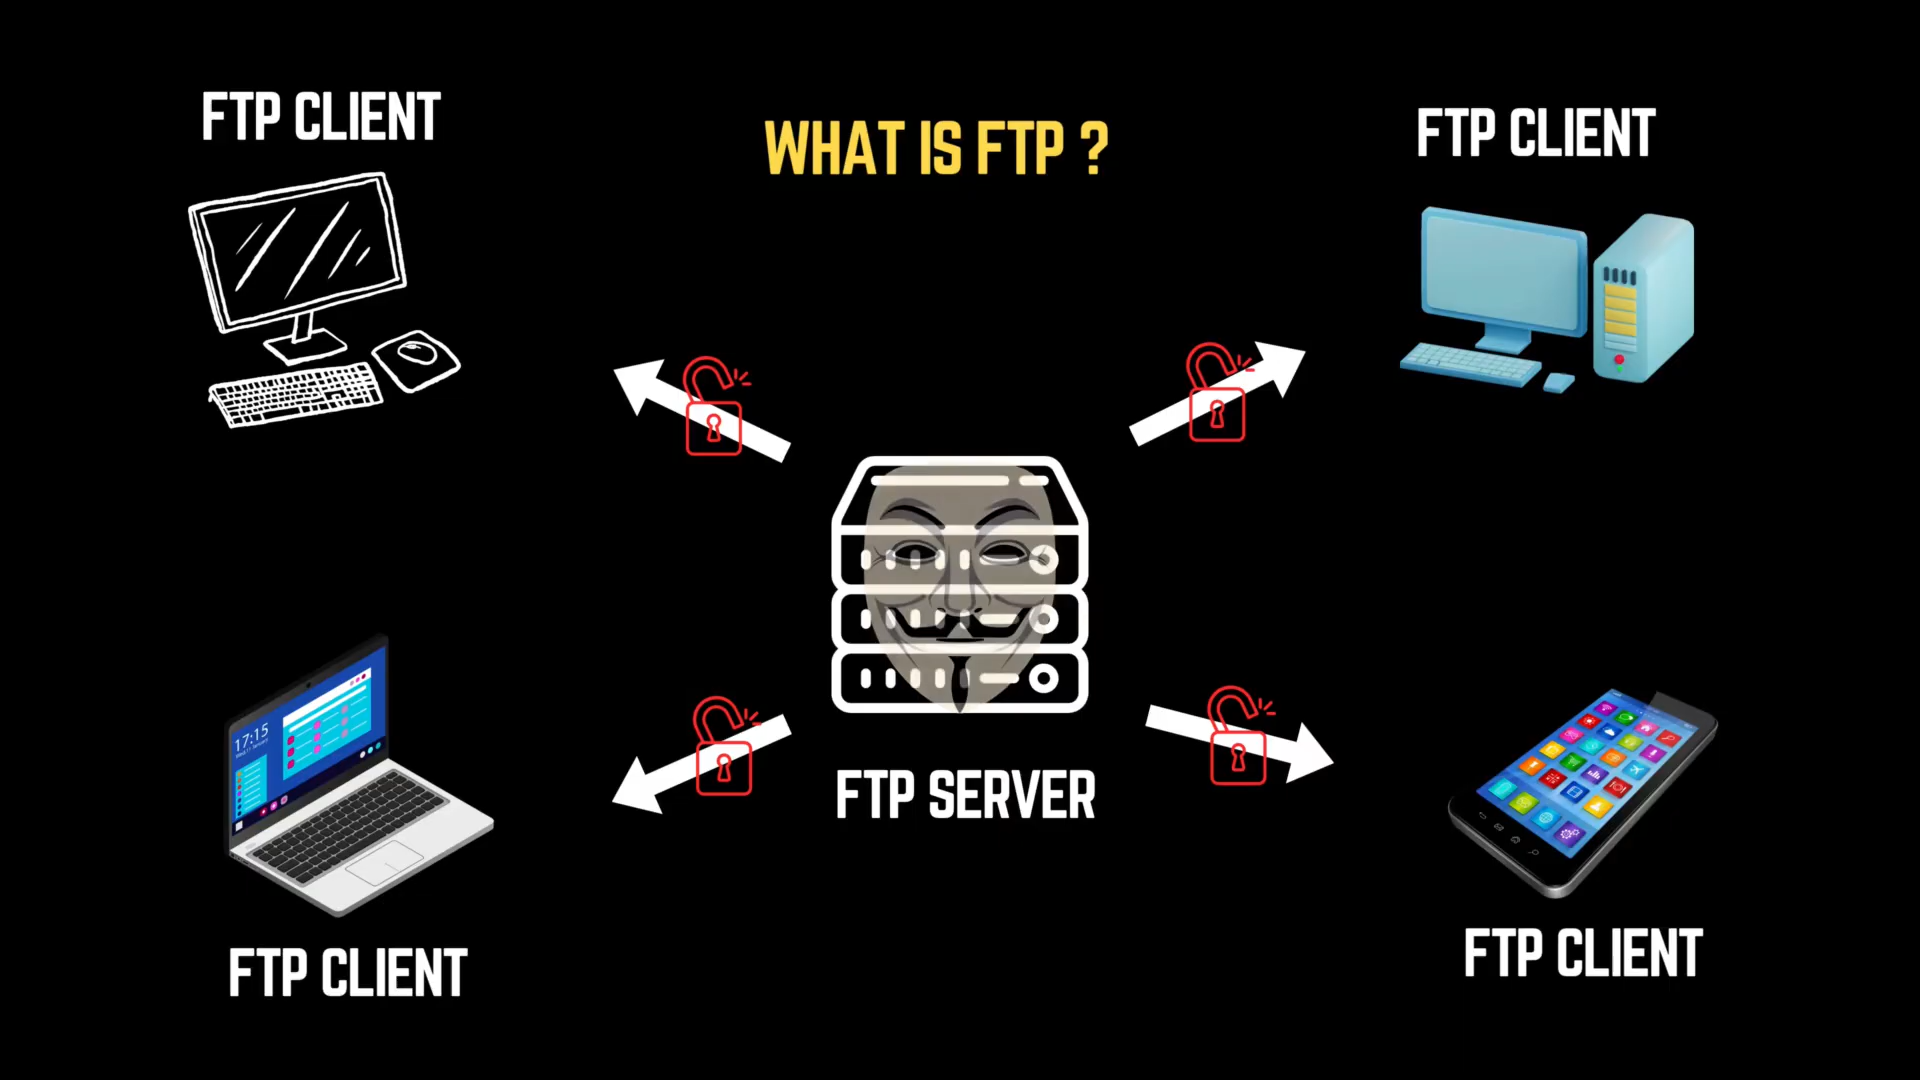 FTP CLIENT
WHAT IS FTP ?
FTP CLIENT
17:15
FTP SERVER
FTP CLIENT
FTP CLIENT